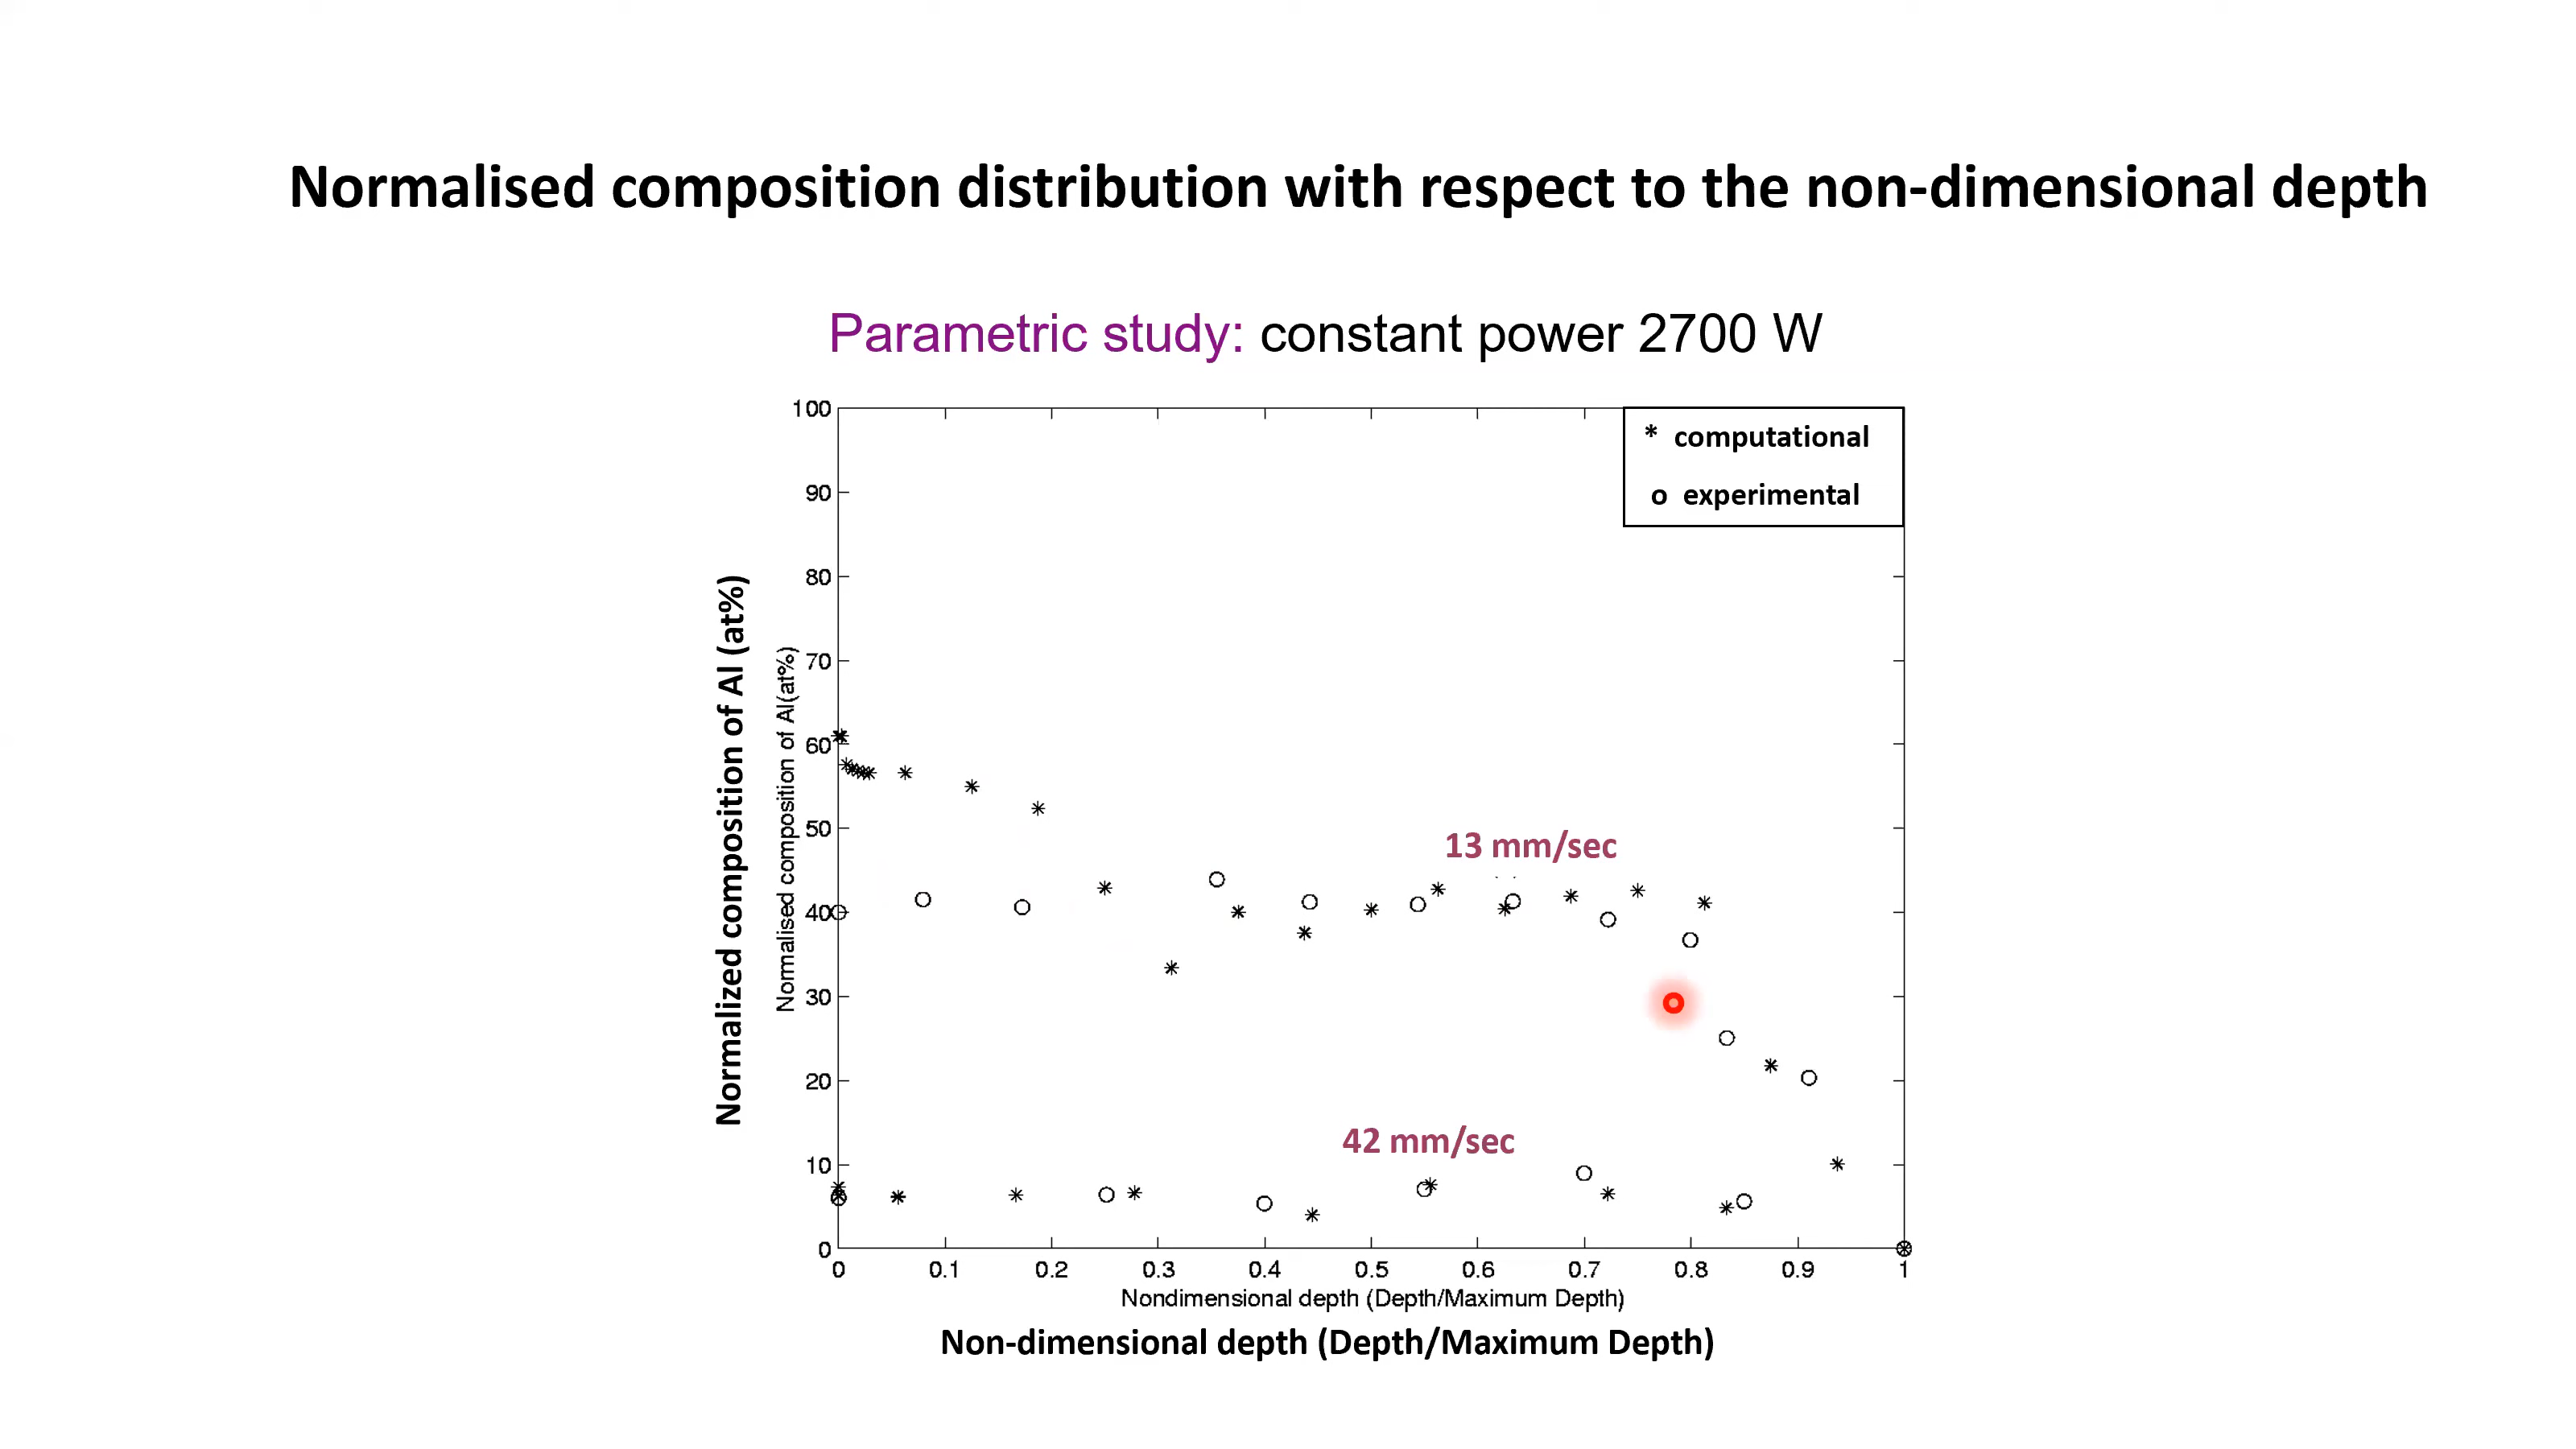 Normalised composition distribution with respect to the non-dimensional depth
Parametric study: constant power 2700 W
* computational
o experimental
Normalized composition of Al (at%)
Normalised composition of Al(at%)
100
90
80
70
60
50
40
30
20
10
0
13 mm/sec
42 mm/sec
0 0.1 0.2 0.3 0.4 0.5 0.6 0.7 0.8 0.9 1
Nondimensional depth (Depth/Maximum Depth)
Non-dimensional depth (Depth/Maximum Depth)